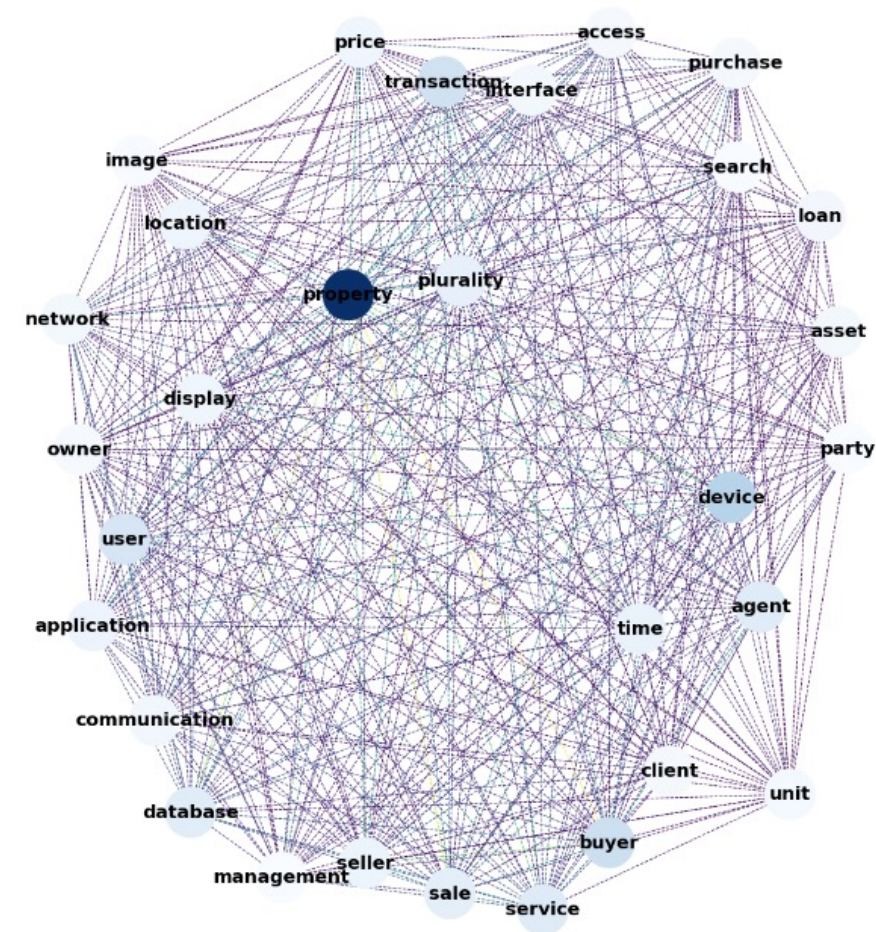 access
price
purchase
transaction
interface
image
search
location
loan
plurality
property
network
asset
display
owner
party
device
user
agent
application
time
communication
client
unit
database
buyer
seller
management
sale
service